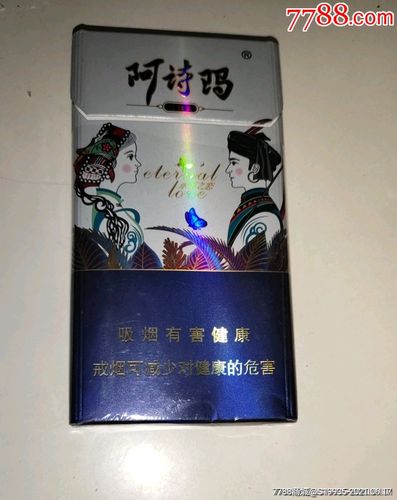 7788.com
阿诗玛®
eternal
love
吸烟有害健康
戒烟可减少对健康的危害